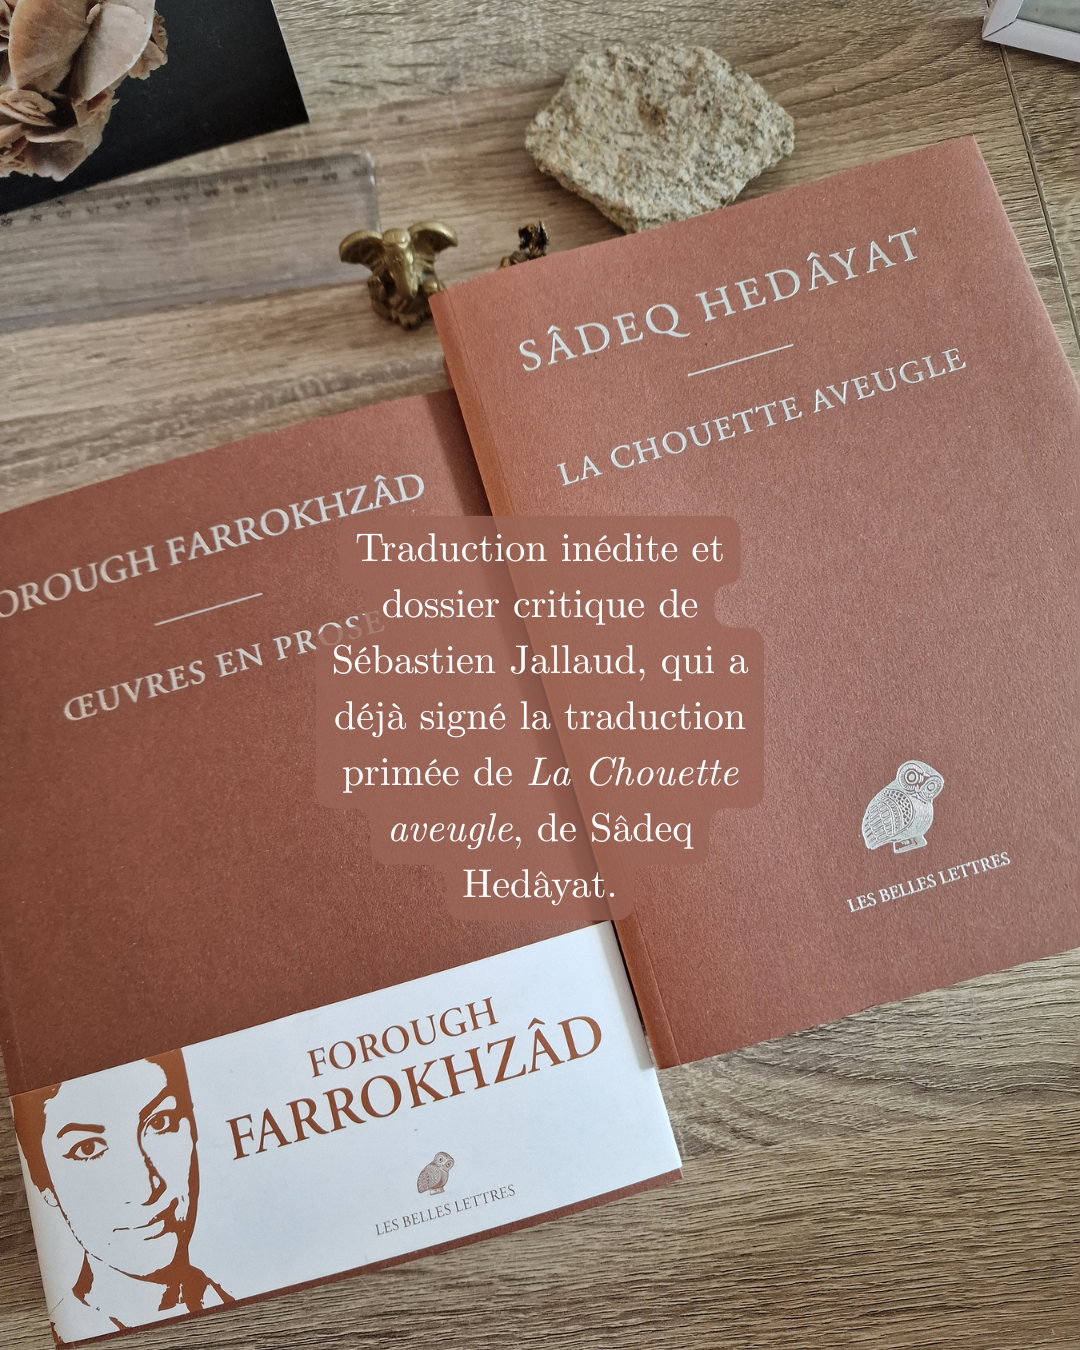 SÂDEQ HEDÂYAT
LA CHOUETTE AVEUGLE
LES BELLES LETTRES
OROUGH FARROKHZÂD
ŒUVRES EN PROSE
Traduction inédite et
dossier critique de
Sébastien Jallaud, qui a
déjà signé la traduction
primée de La Chouette
aveugle, de Sâdeq
Hedâyat.
FOROUGH
FARROKHZÂD
LES BELLES LETTRES